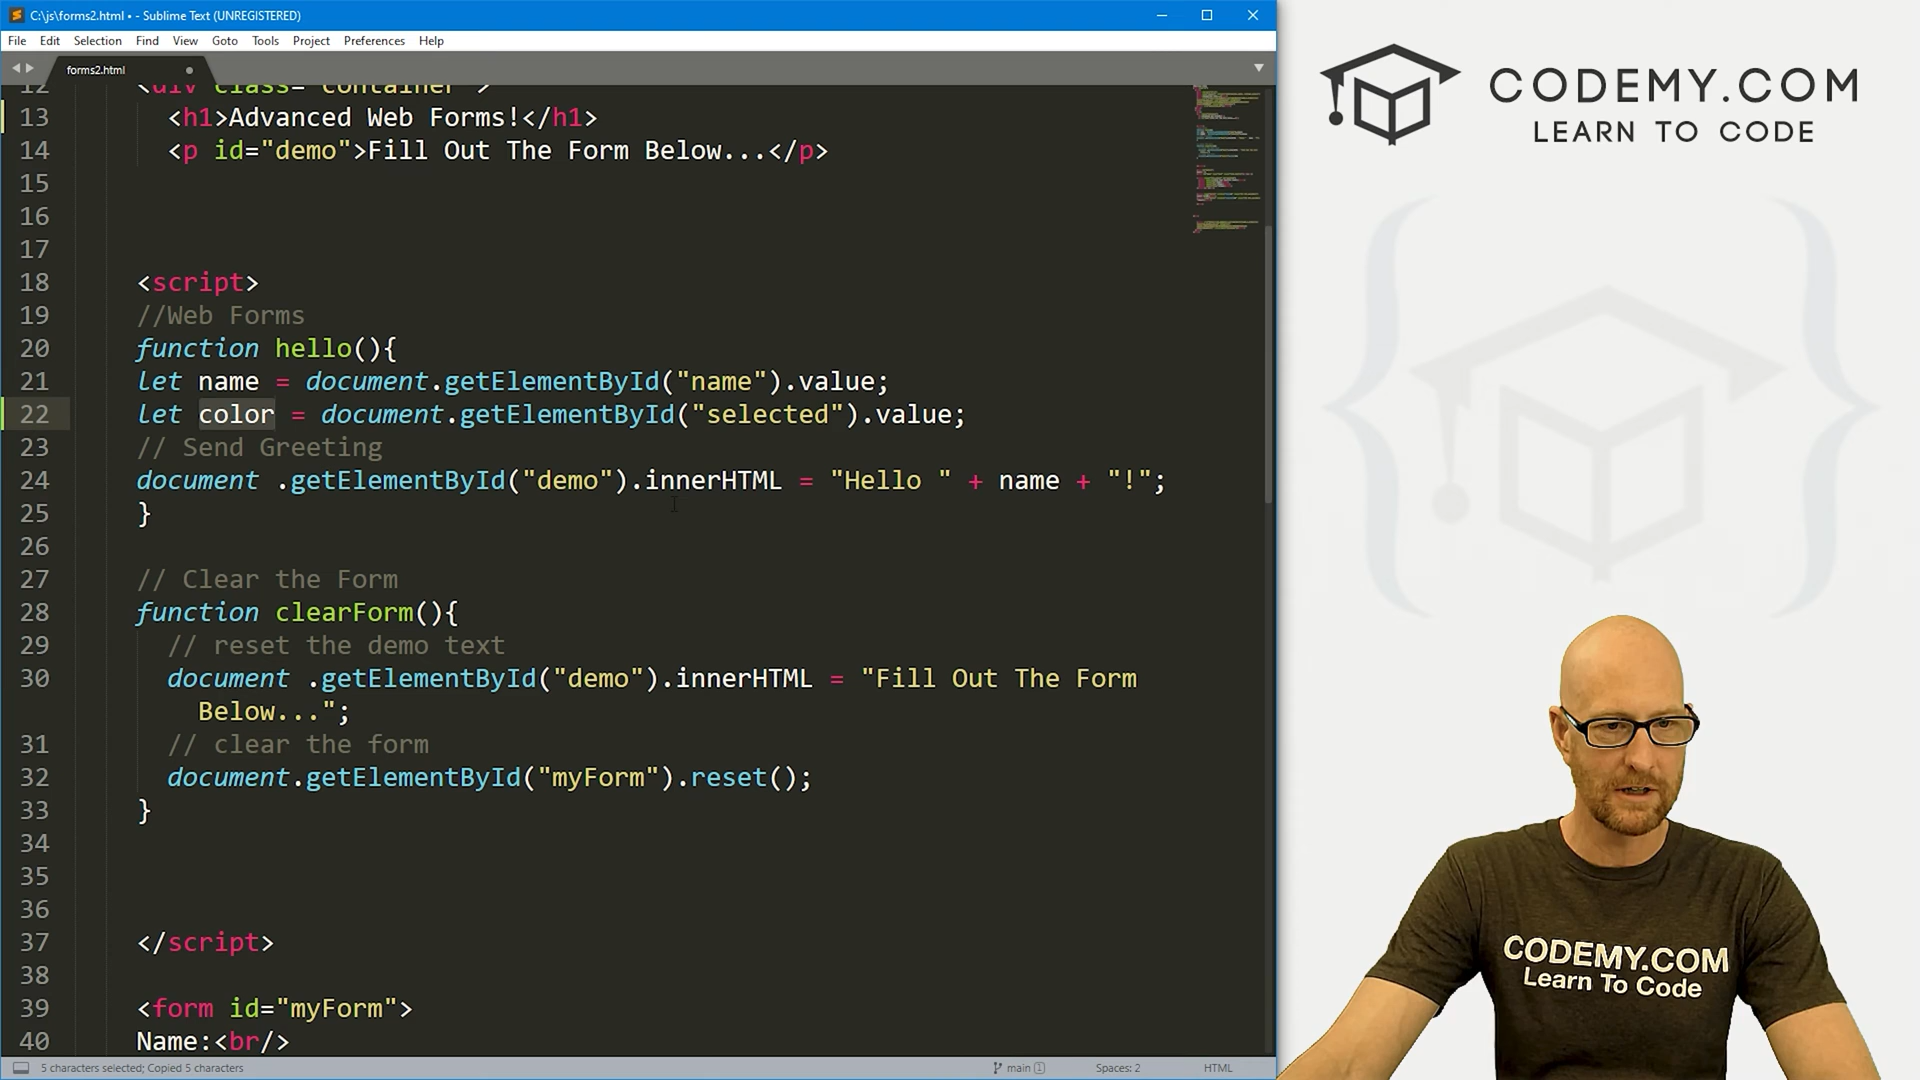 C:\js\forms2.html • - Sublime Text (UNREGISTERED)
File Edit Selection Find View Goto Tools Project Preferences Help
forms2.html
12 <div class="container">
13 <h1>Advanced Web Forms!</h1>
14 <p id="demo">Fill Out The Form Below...</p>
15
16
17
18 <script>
19 //Web Forms
20 function hello(){
21 let name = document.getElementById("name").value;
22 let color = document.getElementById("selected").value;
23 // Send Greeting
24 document .getElementById("demo").innerHTML = "Hello " + name + "!";
25 }
26
27 // Clear the Form
28 function clearForm(){
29 // reset the demo text
30 document .getElementById("demo").innerHTML = "Fill Out The Form
Below...";
31 // clear the form
32 document.getElementById("myForm").reset();
33 }
34
35
36
37 </script>
38
39 <form id="myForm">
40 Name:<br/>
5 characters selected; Copied 5 characters
main 1
Spaces: 2
HTML
CODEMY.COM
LEARN TO CODE
CODEMY.COM
Learn To Code